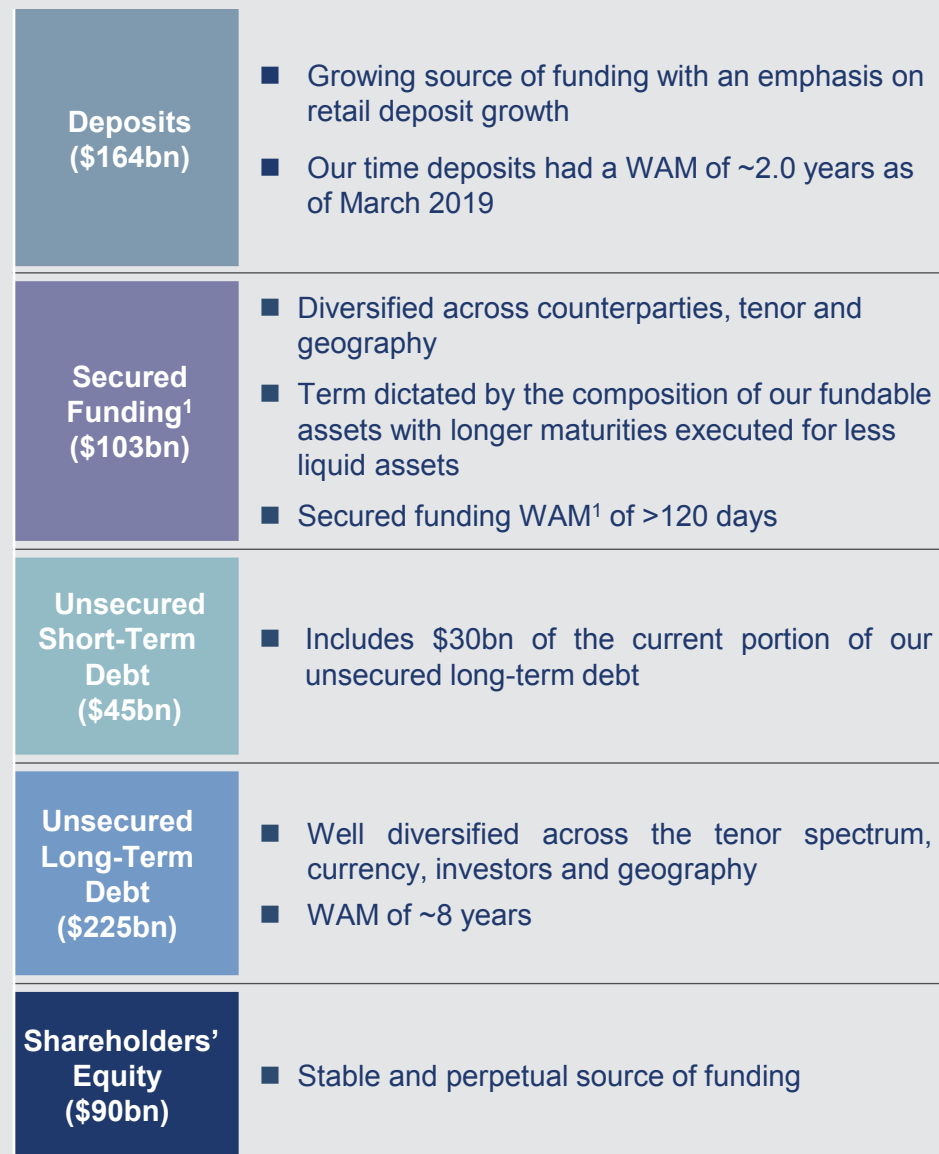 Deposits
($164bn)
■ Growing source of funding with an emphasis on
retail deposit growth
■ Our time deposits had a WAM of ~2.0 years as
of March 2019
Secured
Funding¹
($103bn)
■ Diversified across counterparties, tenor and
geography
■ Term dictated by the composition of our fundable
assets with longer maturities executed for less
liquid assets
■ Secured funding WAM¹ of >120 days
Unsecured
Short-Term
Debt
($45bn)
■ Includes $30bn of the current portion of our
unsecured long-term debt
Unsecured
Long-Term
Debt
($225bn)
■ Well diversified across the tenor spectrum,
currency, investors and geography
■ WAM of ~8 years
Shareholders’
Equity
($90bn)
■ Stable and perpetual source of funding